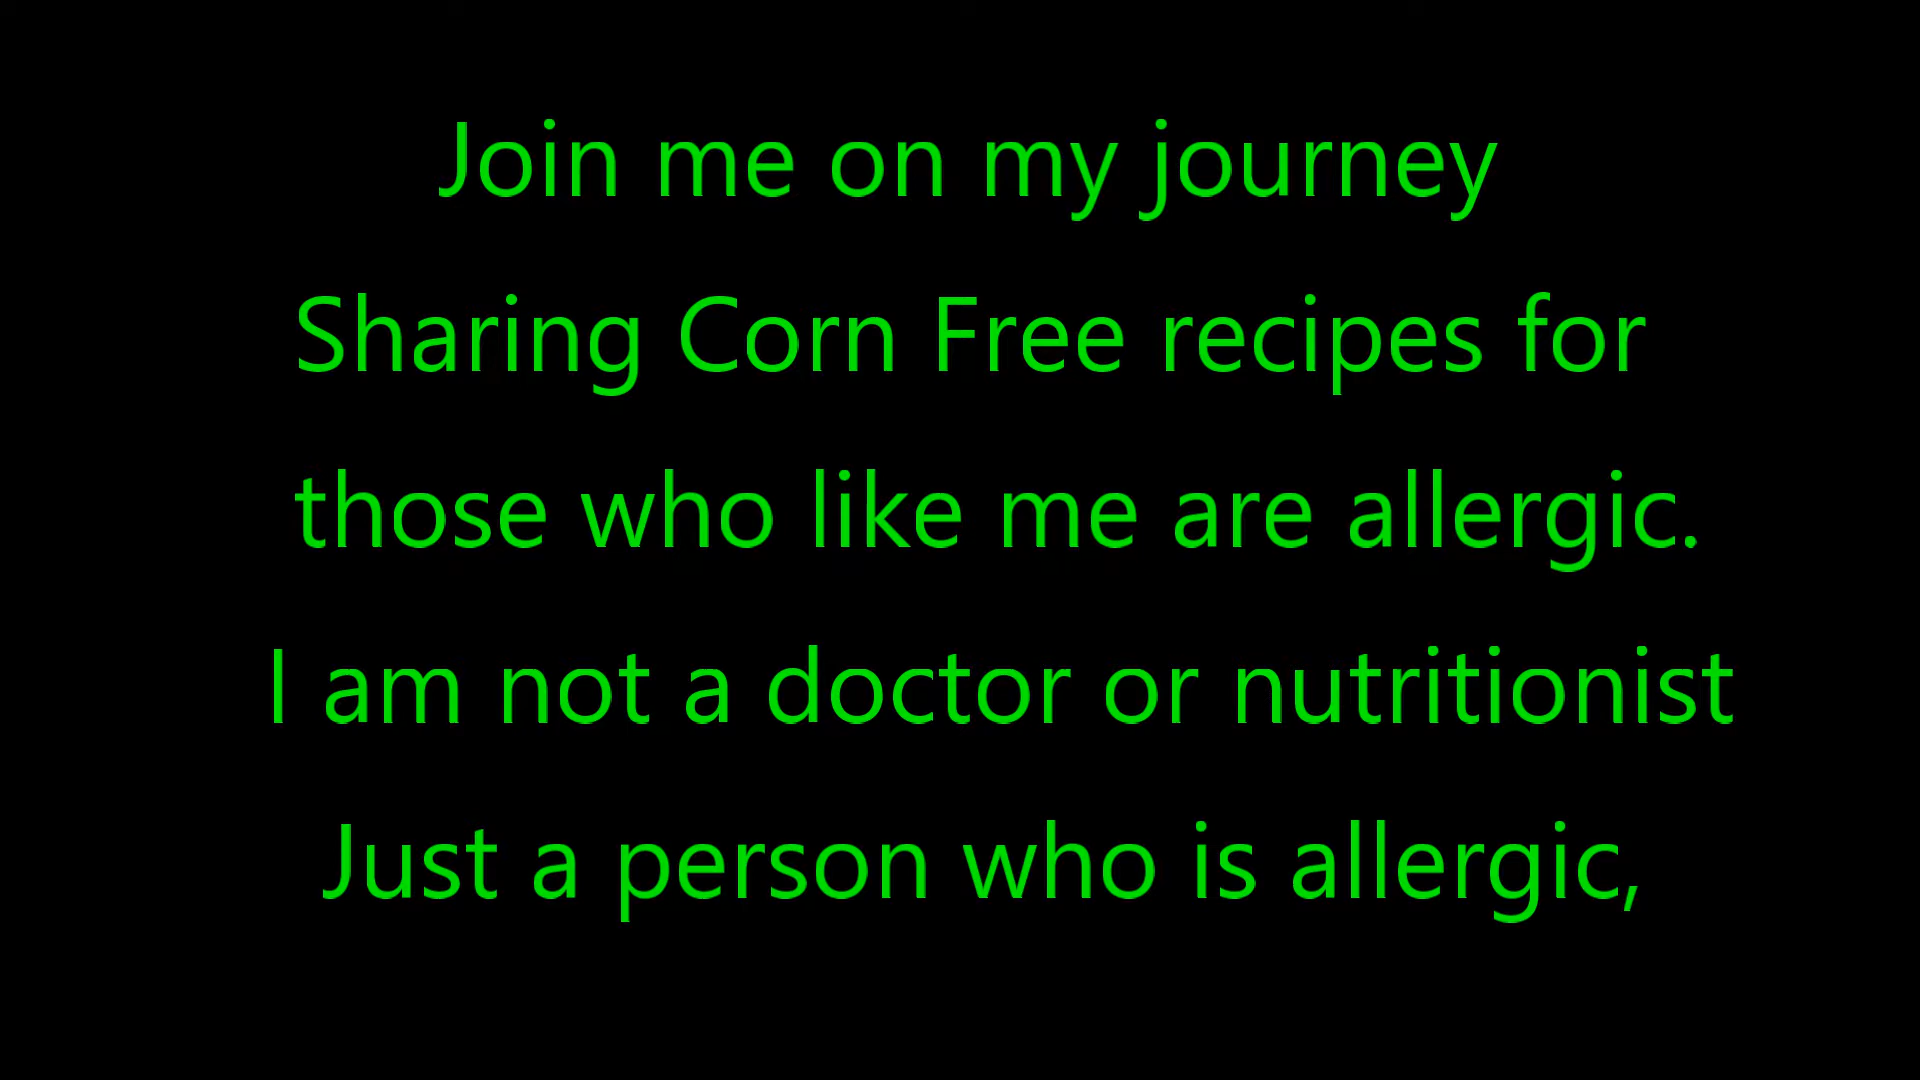 Join me on my journey
Sharing Corn Free recipes for
those who like me are allergic.
I am not a doctor or nutritionist
Just a person who is allergic,